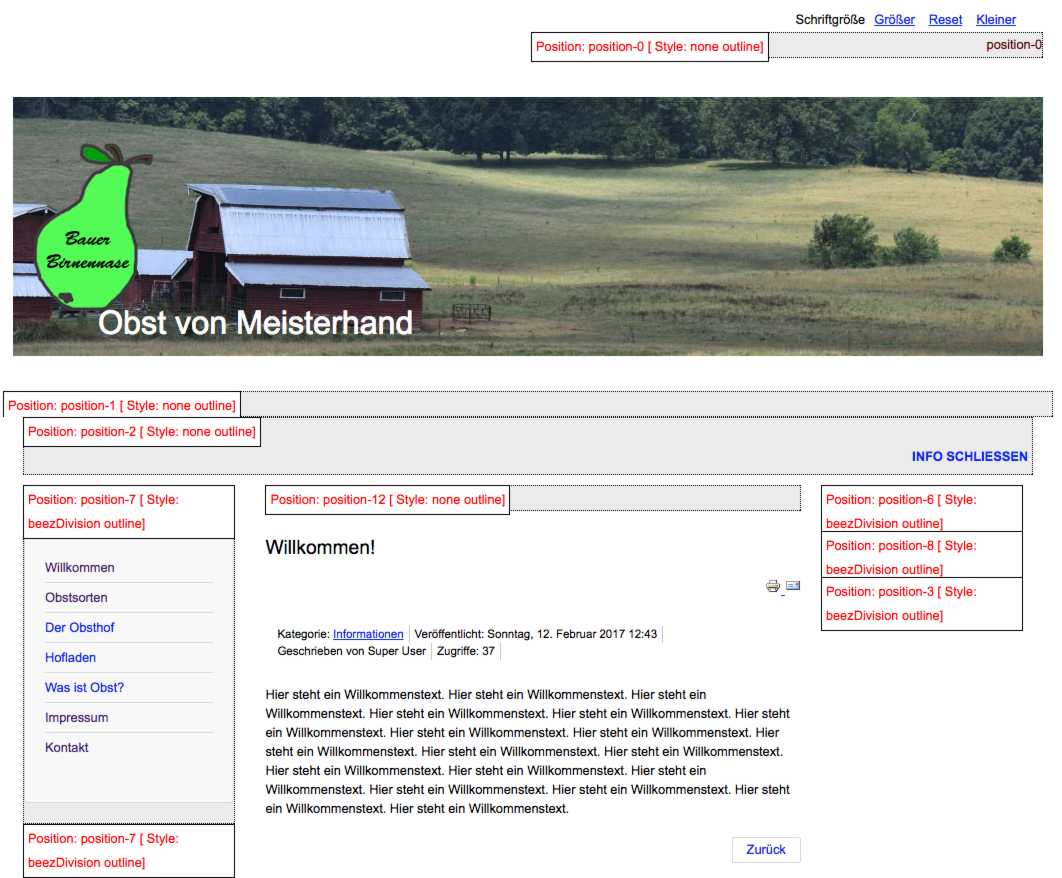 Schriftgröße Größer Reset Kleiner
Position: position-0 [ Style: none outline]
position-0
Bauer
Birnennase
Obst von Meisterhand
Position: position-1 [ Style: none outline]
Position: position-2 [ Style: none outline]
INFO SCHLIESSEN
Position: position-7 [ Style:
beezDivision outline]
Willkommen
Obstsorten
Der Obsthof
Hofladen
Was ist Obst?
Impressum
Kontakt
Position: position-7 [ Style:
beezDivision outline]
Position: position-12 [ Style: none outline]
Willkommen!
Kategorie: Informationen Veröffentlicht: Sonntag, 12. Februar 2017 12:43
Geschrieben von Super User Zugriffe: 37
Hier steht ein Willkommenstext. Hier steht ein Willkommenstext. Hier steht ein
Willkommenstext. Hier steht ein Willkommenstext. Hier steht ein Willkommenstext. Hier steht
ein Willkommenstext. Hier steht ein Willkommenstext. Hier steht ein Willkommenstext. Hier
steht ein Willkommenstext. Hier steht ein Willkommenstext. Hier steht ein Willkommenstext.
Hier steht ein Willkommenstext. Hier steht ein Willkommenstext. Hier steht ein
Willkommenstext. Hier steht ein Willkommenstext. Hier steht ein Willkommenstext. Hier steht
ein Willkommenstext. Hier steht ein Willkommenstext.
Zurück
Position: position-6 [ Style:
beezDivision outline]
Position: position-8 [ Style:
beezDivision outline]
Position: position-3 [ Style:
beezDivision outline]